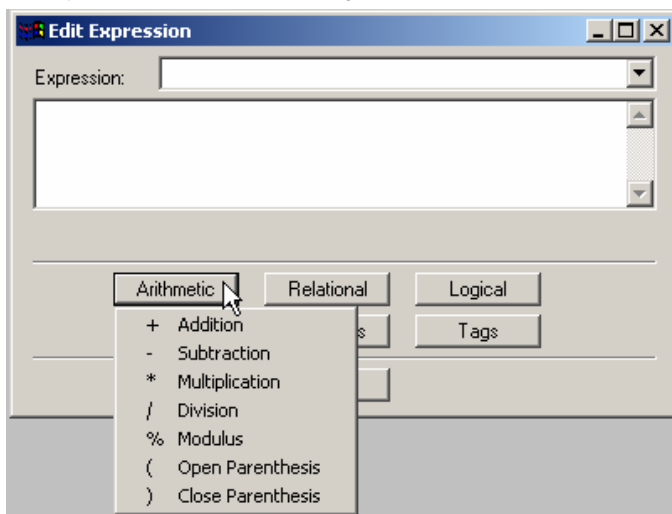 Edit Expression
Expression:
Arithmetic Relational Logical
+ Addition
s Tags
- Subtraction
* Multiplication
/ Division
% Modulus
( Open Parenthesis
) Close Parenthesis